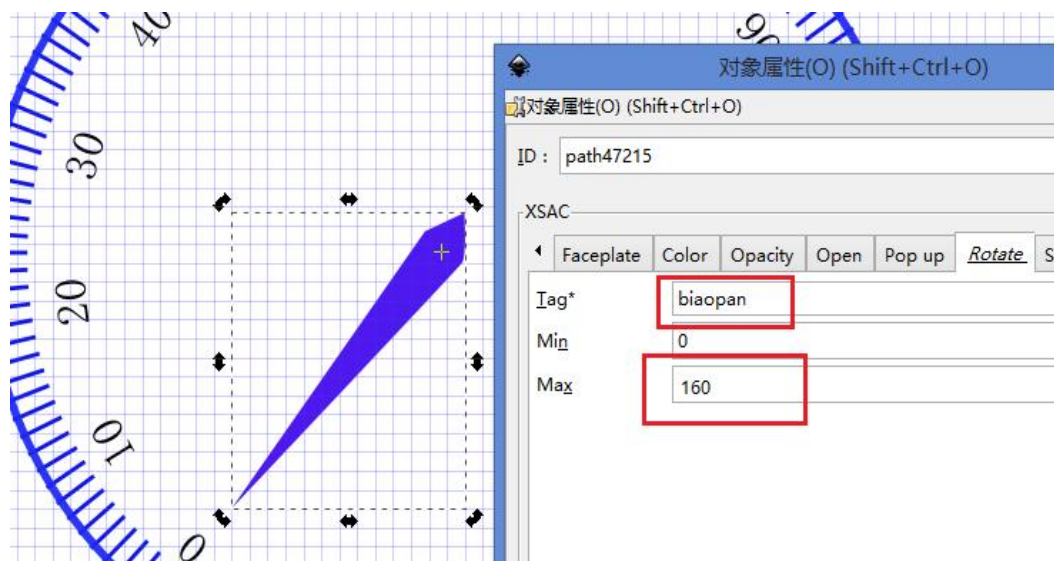 40
90
对象属性(O) (Shift+Ctrl+O)
对象属性(O) (Shift+Ctrl+O)
30
ID : path47215
XSAC
Faceplate Color Opacity Open Pop up Rotate S
Tag* biaopan
20
Min 0
Max 160
10
0